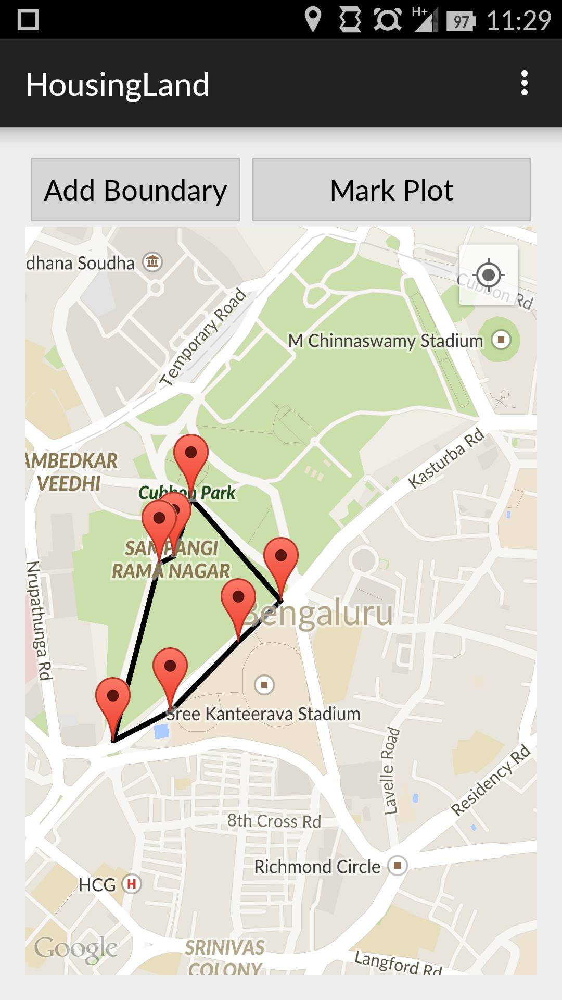 H+ 97 11:29
HousingLand
Add Boundary Mark Plot
dhana Soudha
Cubbon Rd
Temporary Road
M Chinnaswamy Stadium
Kasturba Rd
AMBEDKAR
VEEDHI
Cubbon Park
SAMPANGI
RAMA NAGAR
Nrupathunga Rd
Bengaluru
Sree Kanteerava Stadium
Lavelle Road
Residency Rd
8th Cross Rd
Richmond Circle
HCG H
Google
SRINIVAS
COLONY
Langford Rd